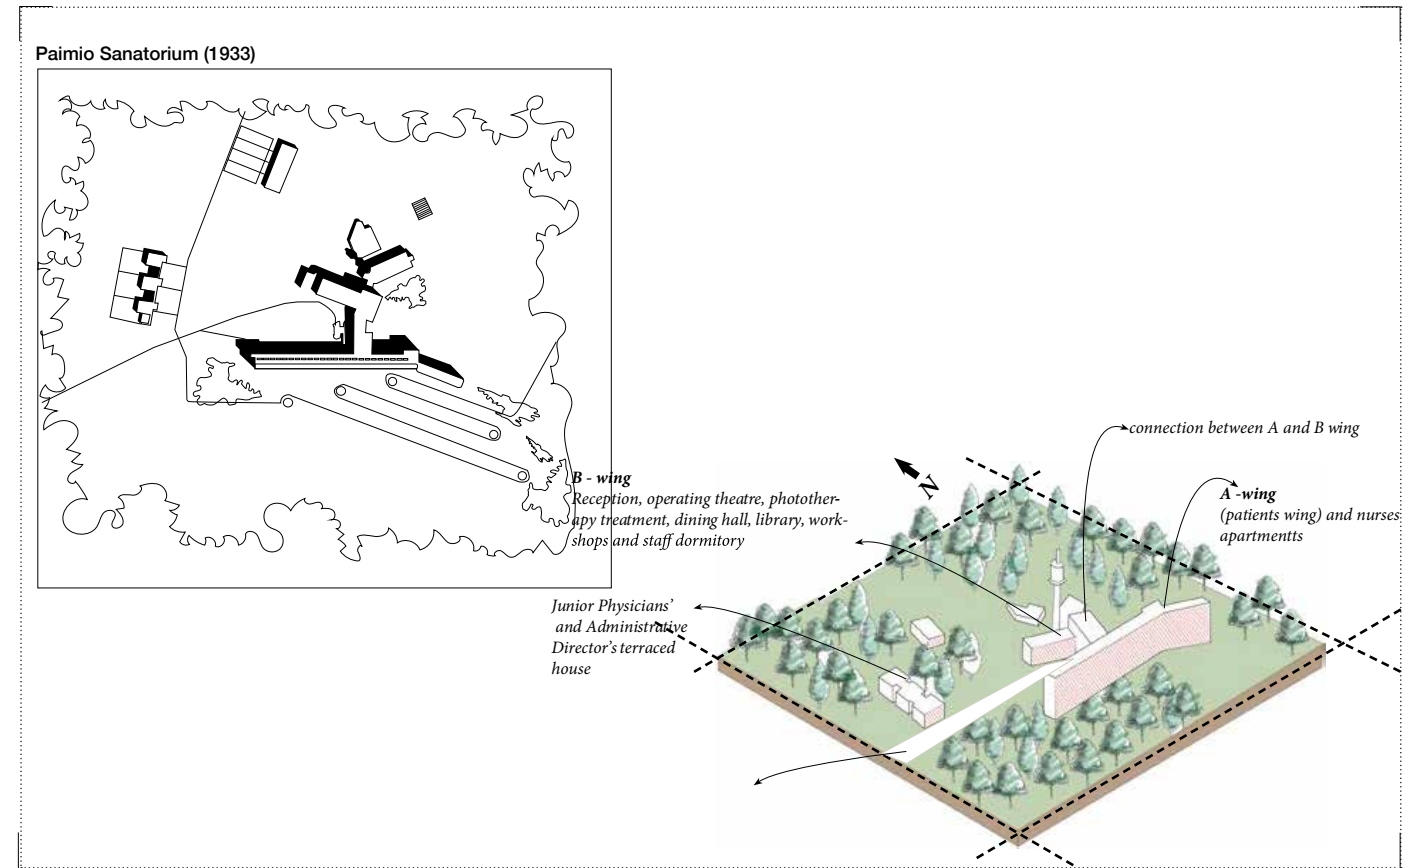 Paimio Sanatorium (1933)
connection between A and B wing
B - wing
Reception, operating theatre, photother-
apy treatment, dining hall, library, work-
shops and staff dormitory
N
A -wing
(patients wing) and nurses
apartmentts
Junior Physicians’
and Administrative
Director’s terraced
house